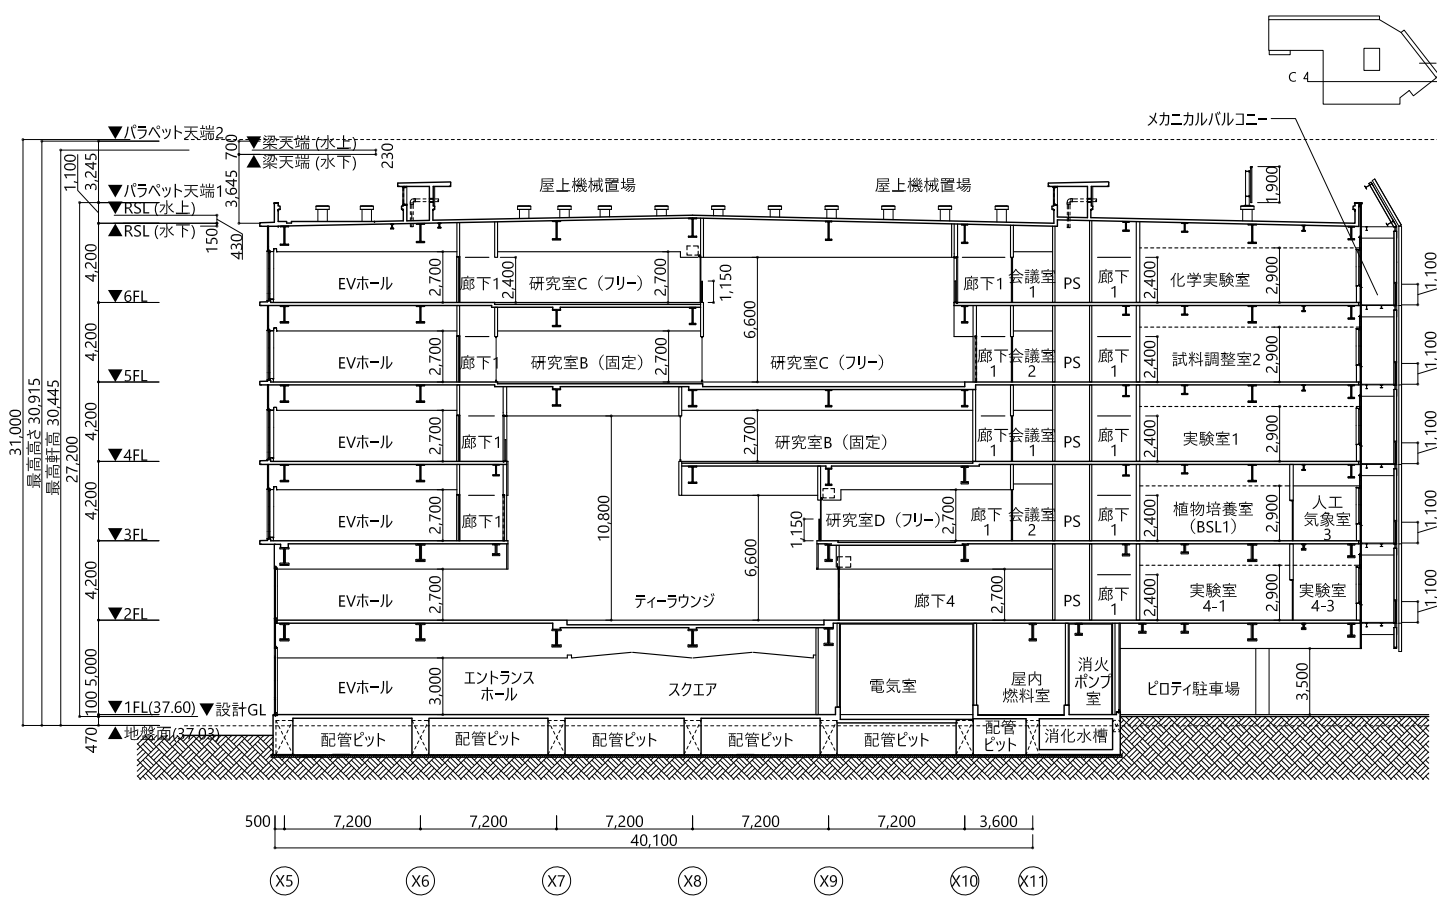 C 4
メカニカルバルコニー
▼パラペット天端2
▼梁天端 (水上)
▲梁天端 (水下)
700
230
3,645
1,100
3,245
▼パラペット天端1
▼RSL (水上)
▲RSL (水下)
150
430
屋上機械置場
屋上機械置場
1,900
4,200
EVホール
2,700
廊下1
2,400
研究室C（フリー）
2,700
1,150
6,600
廊下1
会議室
1
PS
廊下
1
2,400
化学実験室
2,900
1,100
▼6FL
4,200
EVホール
2,700
廊下1
研究室B（固定）
2,700
研究室C（フリー）
廊下
1
会議室
2
PS
廊下
1
2,400
試料調整室2
2,900
1,100
▼5FL
4,200
EVホール
2,700
廊下1
10,800
2,700
研究室B（固定）
廊下
1
会議室
1
PS
廊下
1
2,400
実験室1
2,900
1,100
▼4FL
4,200
EVホール
2,700
廊下1
1,150
研究室D（フリー）
2,700
廊下
1
会議室
2
PS
廊下
1
2,400
植物培養室
（BSL1）
2,900
人工
気象室
3
1,100
▼3FL
4,200
EVホール
2,700
ティーラウンジ
6,600
廊下4
2,700
PS
廊下
1
2,400
実験室
4-1
2,900
実験室
4-3
1,100
▼2FL
31,000
最高高さ 30,915
最高軒高 30,445
27,200
5,000
EVホール
3,000
エントランス
ホール
スクエア
電気室
屋内
燃料室
消火
ポンプ
室
ピロティ駐車場
3,500
100
▼1FL(37.60)
▼設計GL
470
▲地盤面(37.03)
配管ピット
配管ピット
配管ピット
配管ピット
配管ピット
配管
ピット
消化水槽
500
7,200
7,200
7,200
7,200
7,200
3,600
40,100
X5
X6
X7
X8
X9
X10
X11